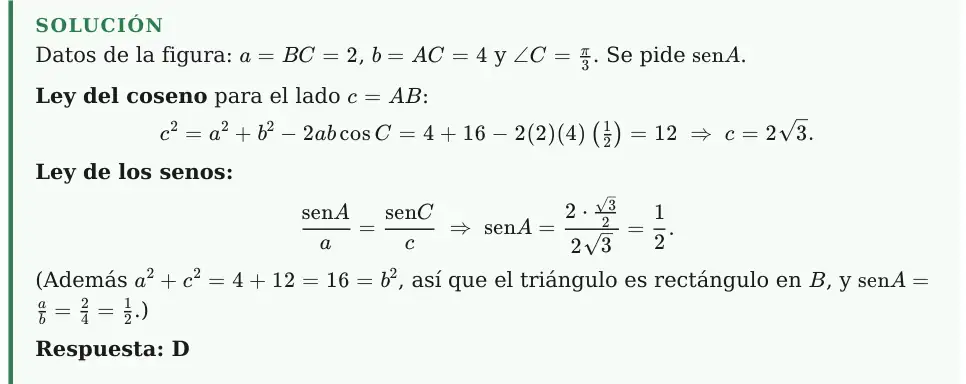 SOLUCIÓN
Datos de la figura: a = BC = 2, b = AC = 4 y ∠C = π/3. Se pide senA.
Ley del coseno para el lado c = AB:
c² = a² + b² − 2ab cos C = 4 + 16 − 2(2)(4) (1/2) = 12 ⇒ c = 2√3.
Ley de los senos:
senA/a = senC/c ⇒ senA = (2 · √3/2)/(2√3) = 1/2.
(Además a² + c² = 4 + 12 = 16 = b², así que el triángulo es rectángulo en B, y senA =
a/b = 2/4 = 1/2.)
Respuesta: D